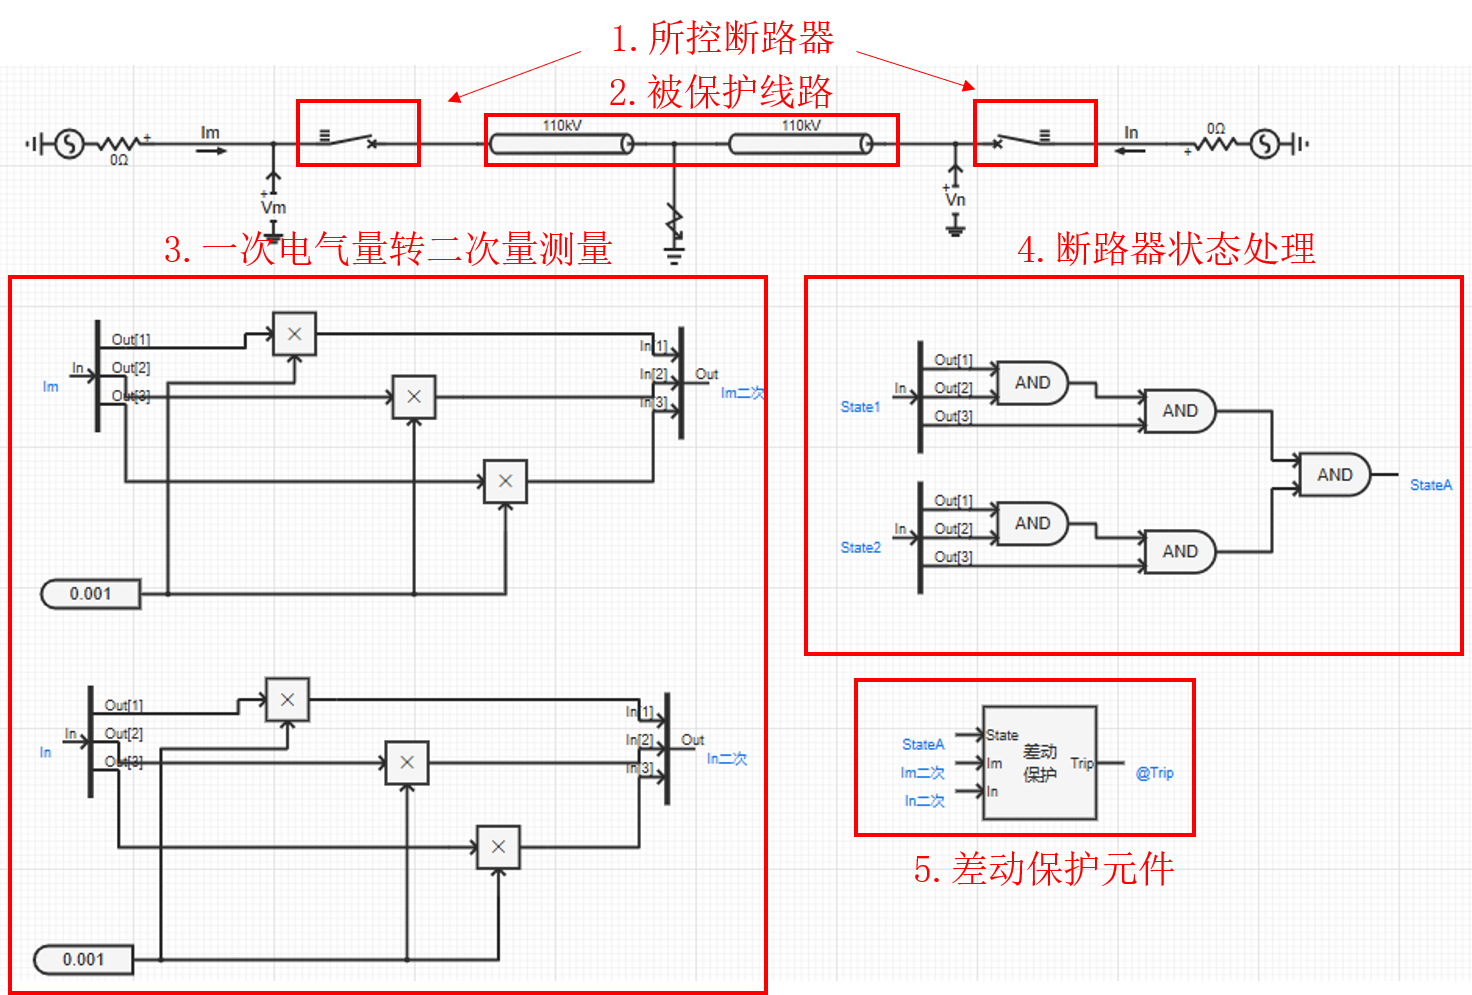 1.所控断路器
2.被保护线路
110kV
110kV
Im
In
0Ω
0Ω
+
+
+
Vm
+
Vn
3.一次电气量转二次量测量
4.断路器状态处理
Out[1]
In
Out[2]
Out[3]
Im
×
×
×
In[1]
In[2]
In[3]
Out
Im二次
0.001
Out[1]
In
Out[2]
Out[3]
In
×
×
×
In[1]
In[2]
In[3]
Out
In二次
0.001
Out[1]
In
Out[2]
Out[3]
State1
AND
AND
AND
StateA
Out[1]
In
Out[2]
Out[3]
State2
AND
AND
StateA
Im二次
In二次
State
Im
In
差动
保护
Trip
@Trip
5.差动保护元件